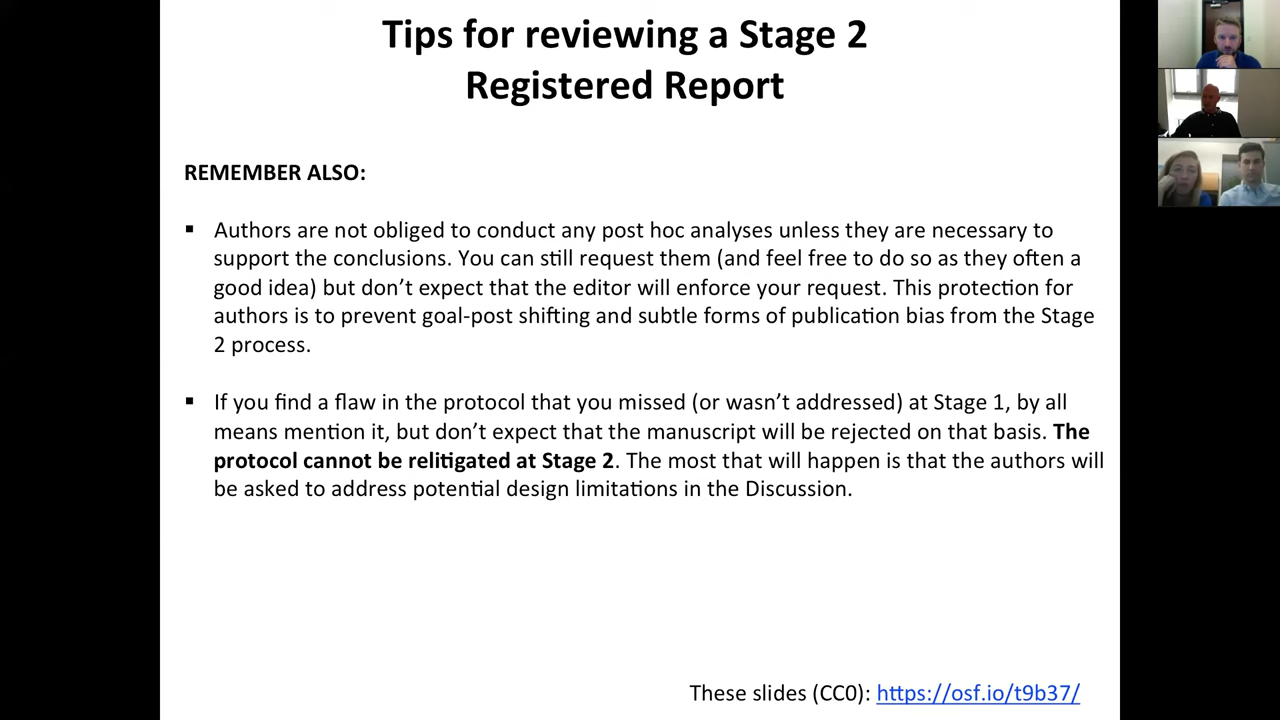 Tips for reviewing a Stage 2
Registered Report
REMEMBER ALSO:
▪ Authors are not obliged to conduct any post hoc analyses unless they are necessary to
support the conclusions. You can still request them (and feel free to do so as they often a
good idea) but don’t expect that the editor will enforce your request. This protection for
authors is to prevent goal-post shifting and subtle forms of publication bias from the Stage
2 process.
▪ If you find a flaw in the protocol that you missed (or wasn’t addressed) at Stage 1, by all
means mention it, but don’t expect that the manuscript will be rejected on that basis. The
protocol cannot be relitigated at Stage 2. The most that will happen is that the authors will
be asked to address potential design limitations in the Discussion.
These slides (CC0): https://osf.io/t9b37/